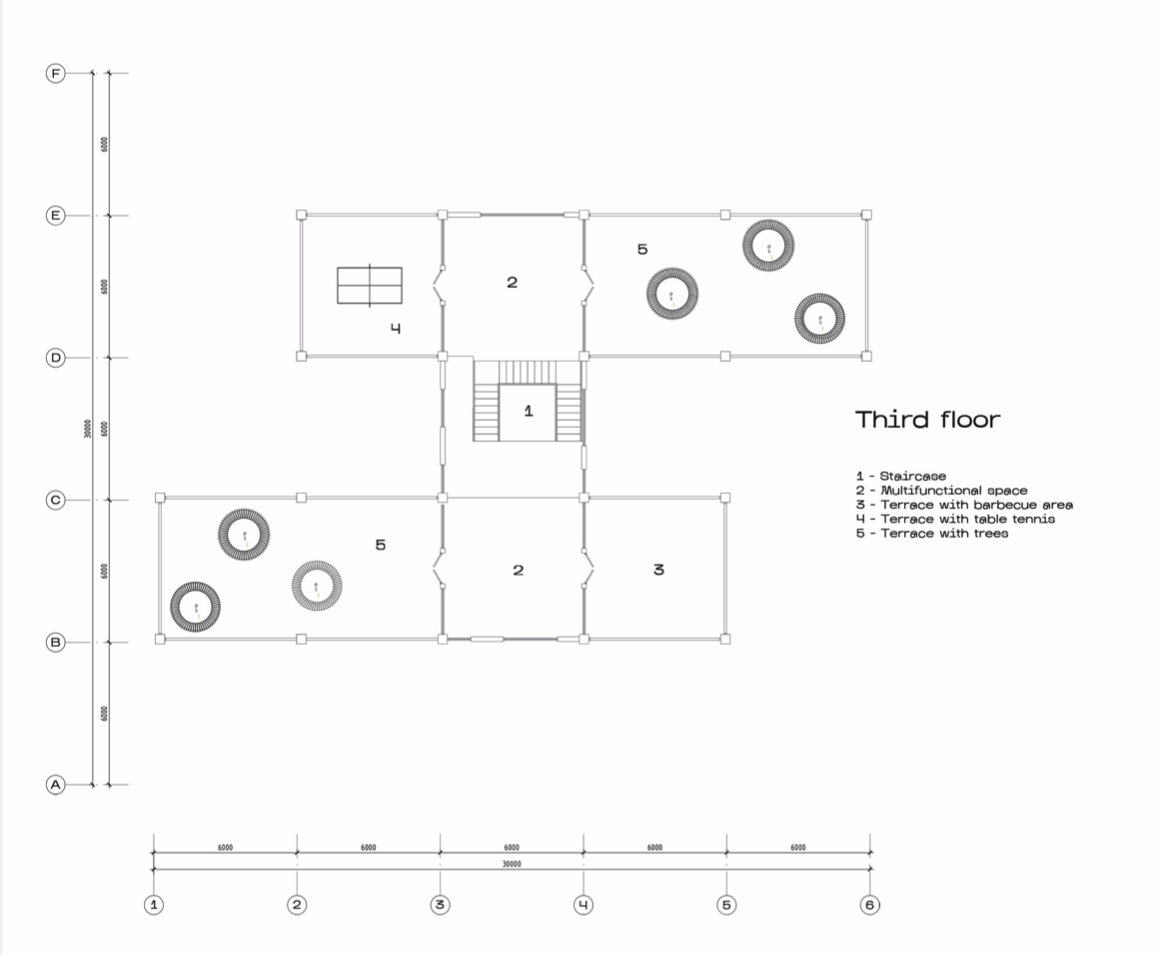 F
6000
E
5
2
6000
4
D
1
Third floor
30000
6000
1 - Staircase
2 - Multifunctional space
3 - Terrace with barbecue area
4 - Terrace with table tennis
5 - Terrace with trees
C
5
2
3
6000
B
6000
A
6000 6000 6000 6000 6000
30000
1 2 3 4 5 6